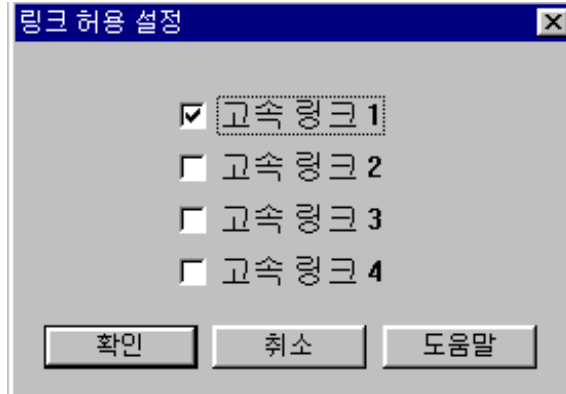 링크 허용 설정
고속 링크 1
고속 링크 2
고속 링크 3
고속 링크 4
확인 취소 도움말